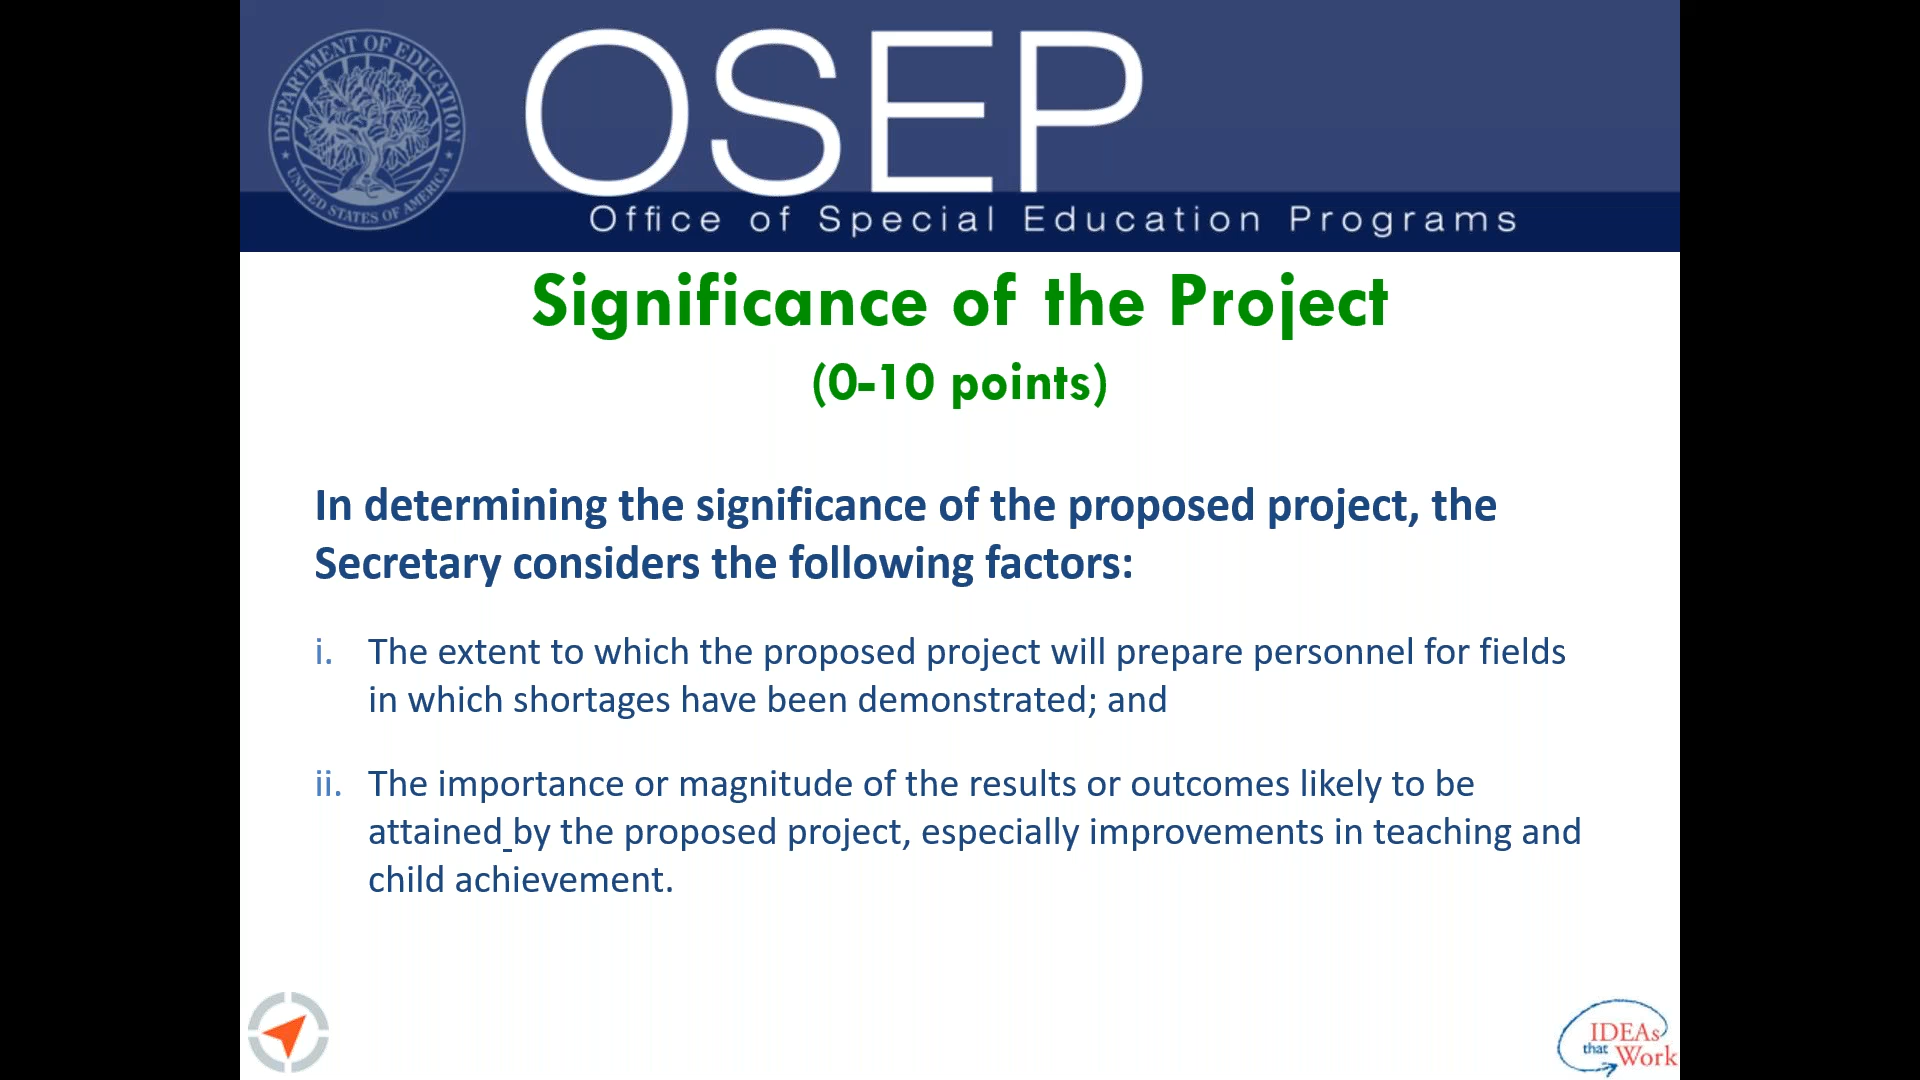 DEPARTMENT OF EDUCATION
UNITED STATES OF AMERICA
OSEP
Office of Special Education Programs
Significance of the Project
(0-10 points)
In determining the significance of the proposed project, the
Secretary considers the following factors:
i. The extent to which the proposed project will prepare personnel for fields
in which shortages have been demonstrated; and
ii. The importance or magnitude of the results or outcomes likely to be
attained by the proposed project, especially improvements in teaching and
child achievement.
IDEAs
that Work